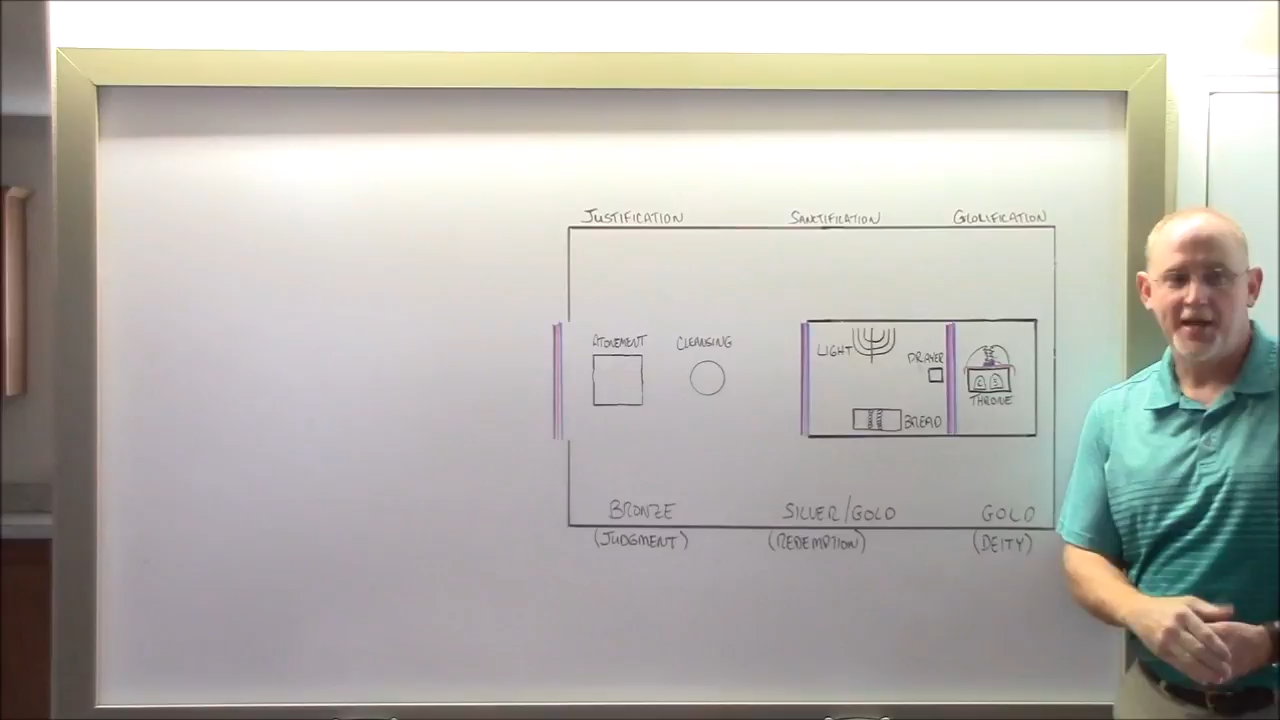 JUSTIFICATION SANCTIFICATION GLORIFICATION
ATONEMENT CLEANSING
LIGHT
PRAYER
THRONE
BREAD
BRONZE SILVER/GOLD GOLD
(JUDGMENT) (REDEMPTION) (DEITY)